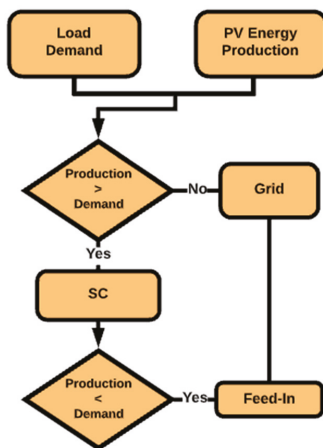 Load
Demand
PV Energy
Production
Production
>
Demand
No
Grid
Yes
SC
Production
<
Demand
Yes
Feed-In